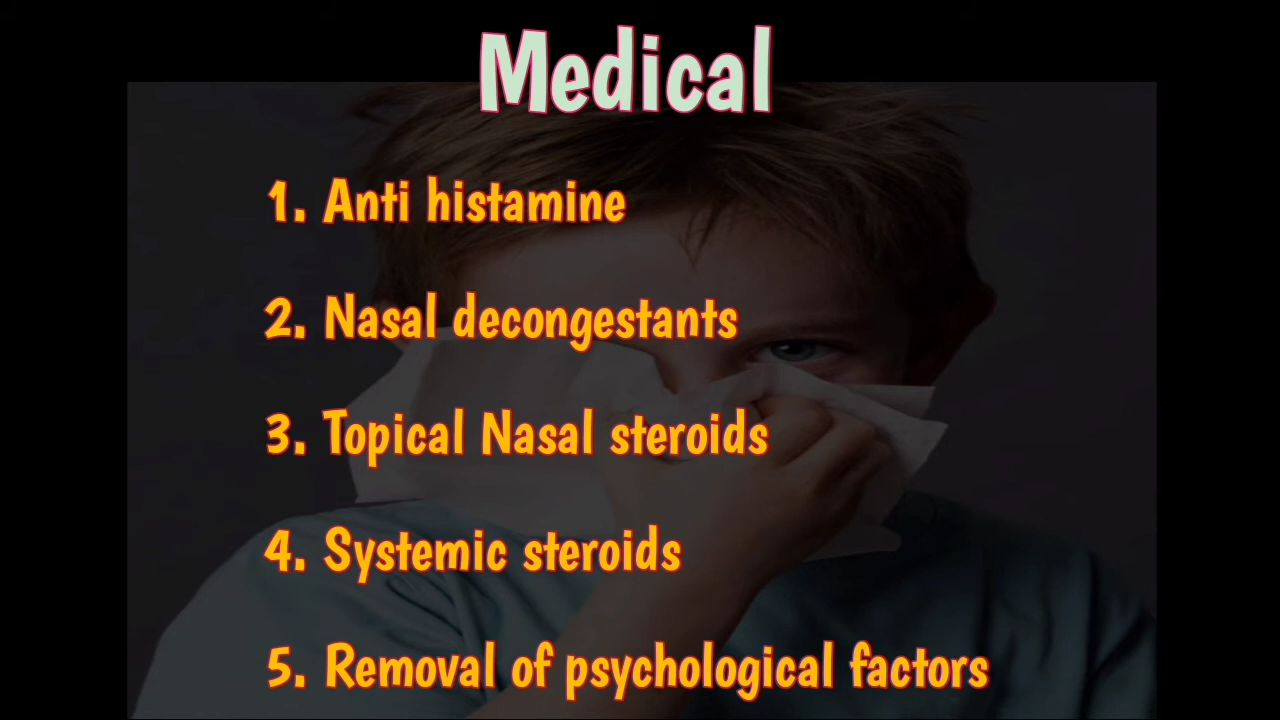 Medical
1. Anti histamine
2. Nasal decongestants
3. Topical Nasal steroids
4. Systemic steroids
5. Removal of psychological factors